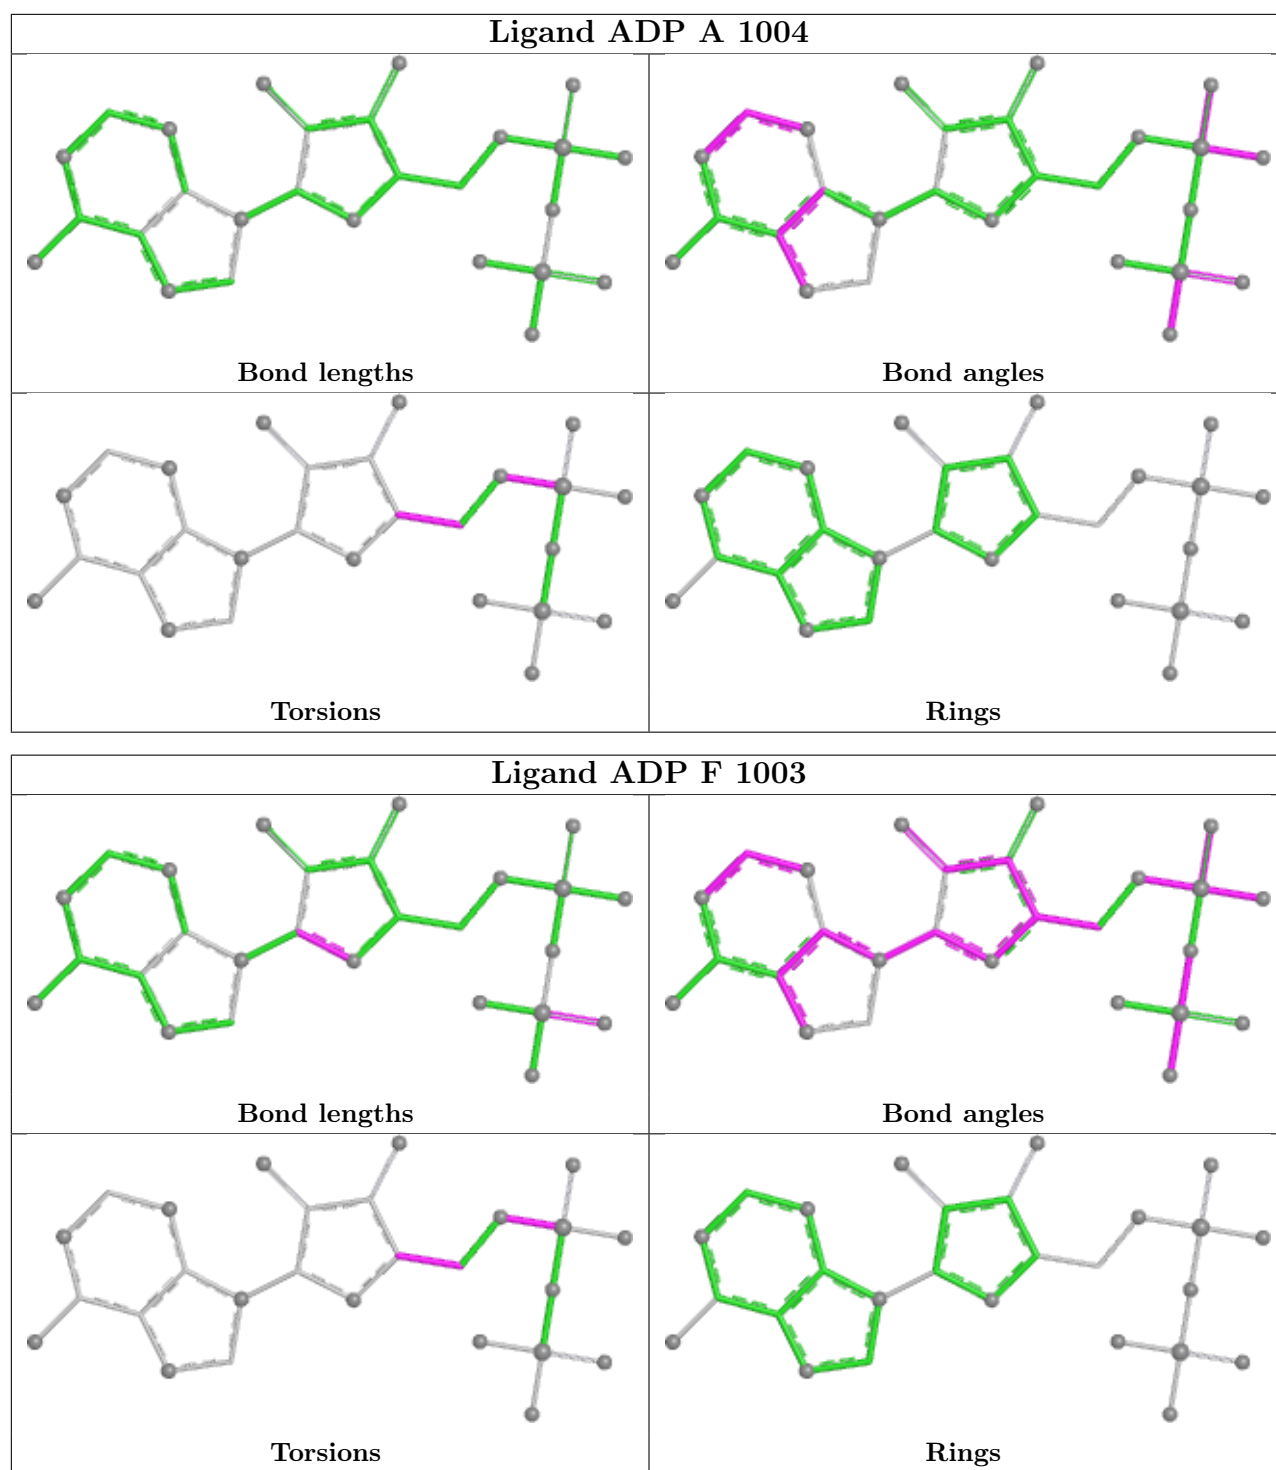 Ligand ADP A 1004
Bond lengths
Bond angles
Torsions
Rings
Ligand ADP F 1003
Bond lengths
Bond angles
Torsions
Rings